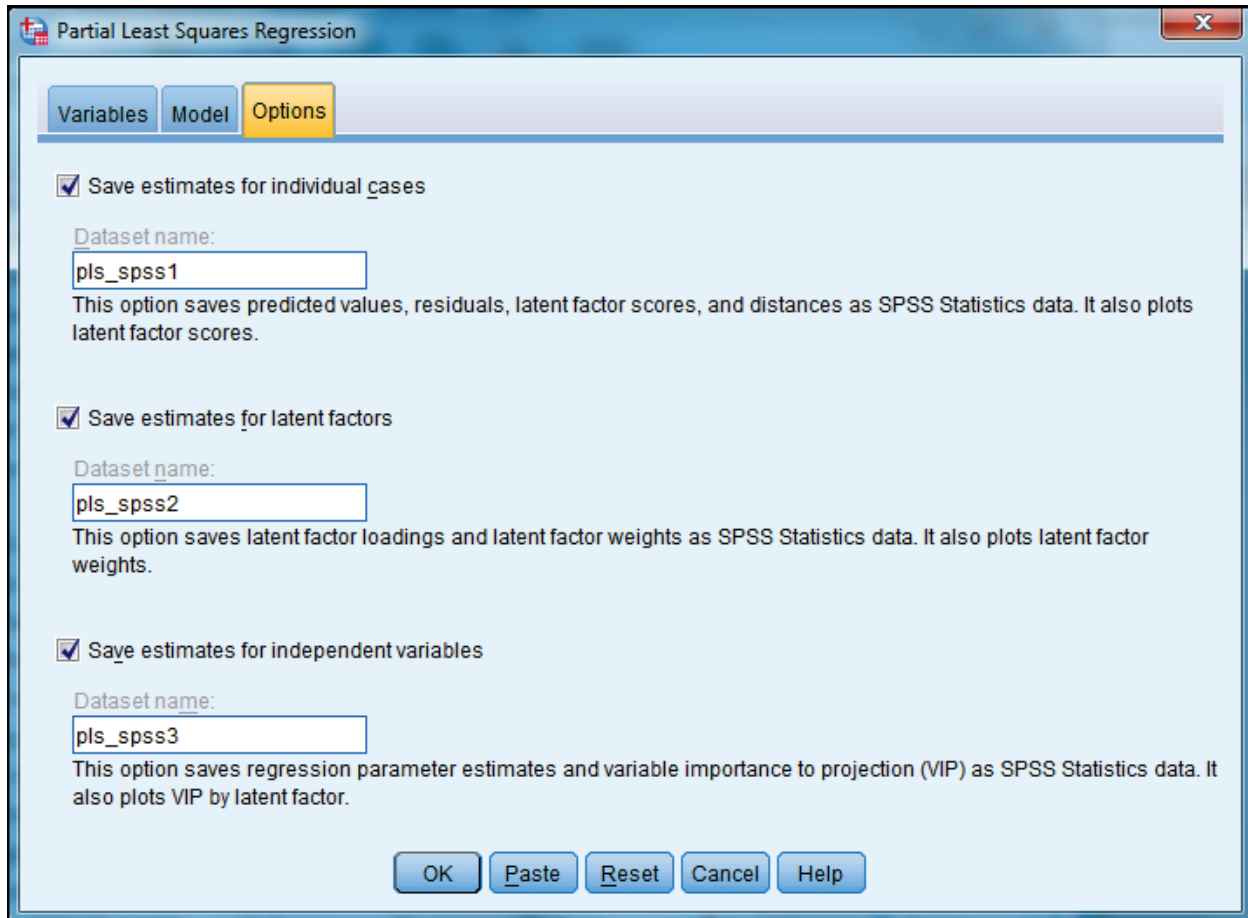 Partial Least Squares Regression
X
Variables Model Options
Save estimates for individual cases
Dataset name:
pls_spss1
This option saves predicted values, residuals, latent factor scores, and distances as SPSS Statistics data. It also plots
latent factor scores.
Save estimates for latent factors
Dataset name:
pls_spss2
This option saves latent factor loadings and latent factor weights as SPSS Statistics data. It also plots latent factor
weights.
Save estimates for independent variables
Dataset name:
pls_spss3
This option saves regression parameter estimates and variable importance to projection (VIP) as SPSS Statistics data. It
also plots VIP by latent factor.
OK Paste Reset Cancel Help